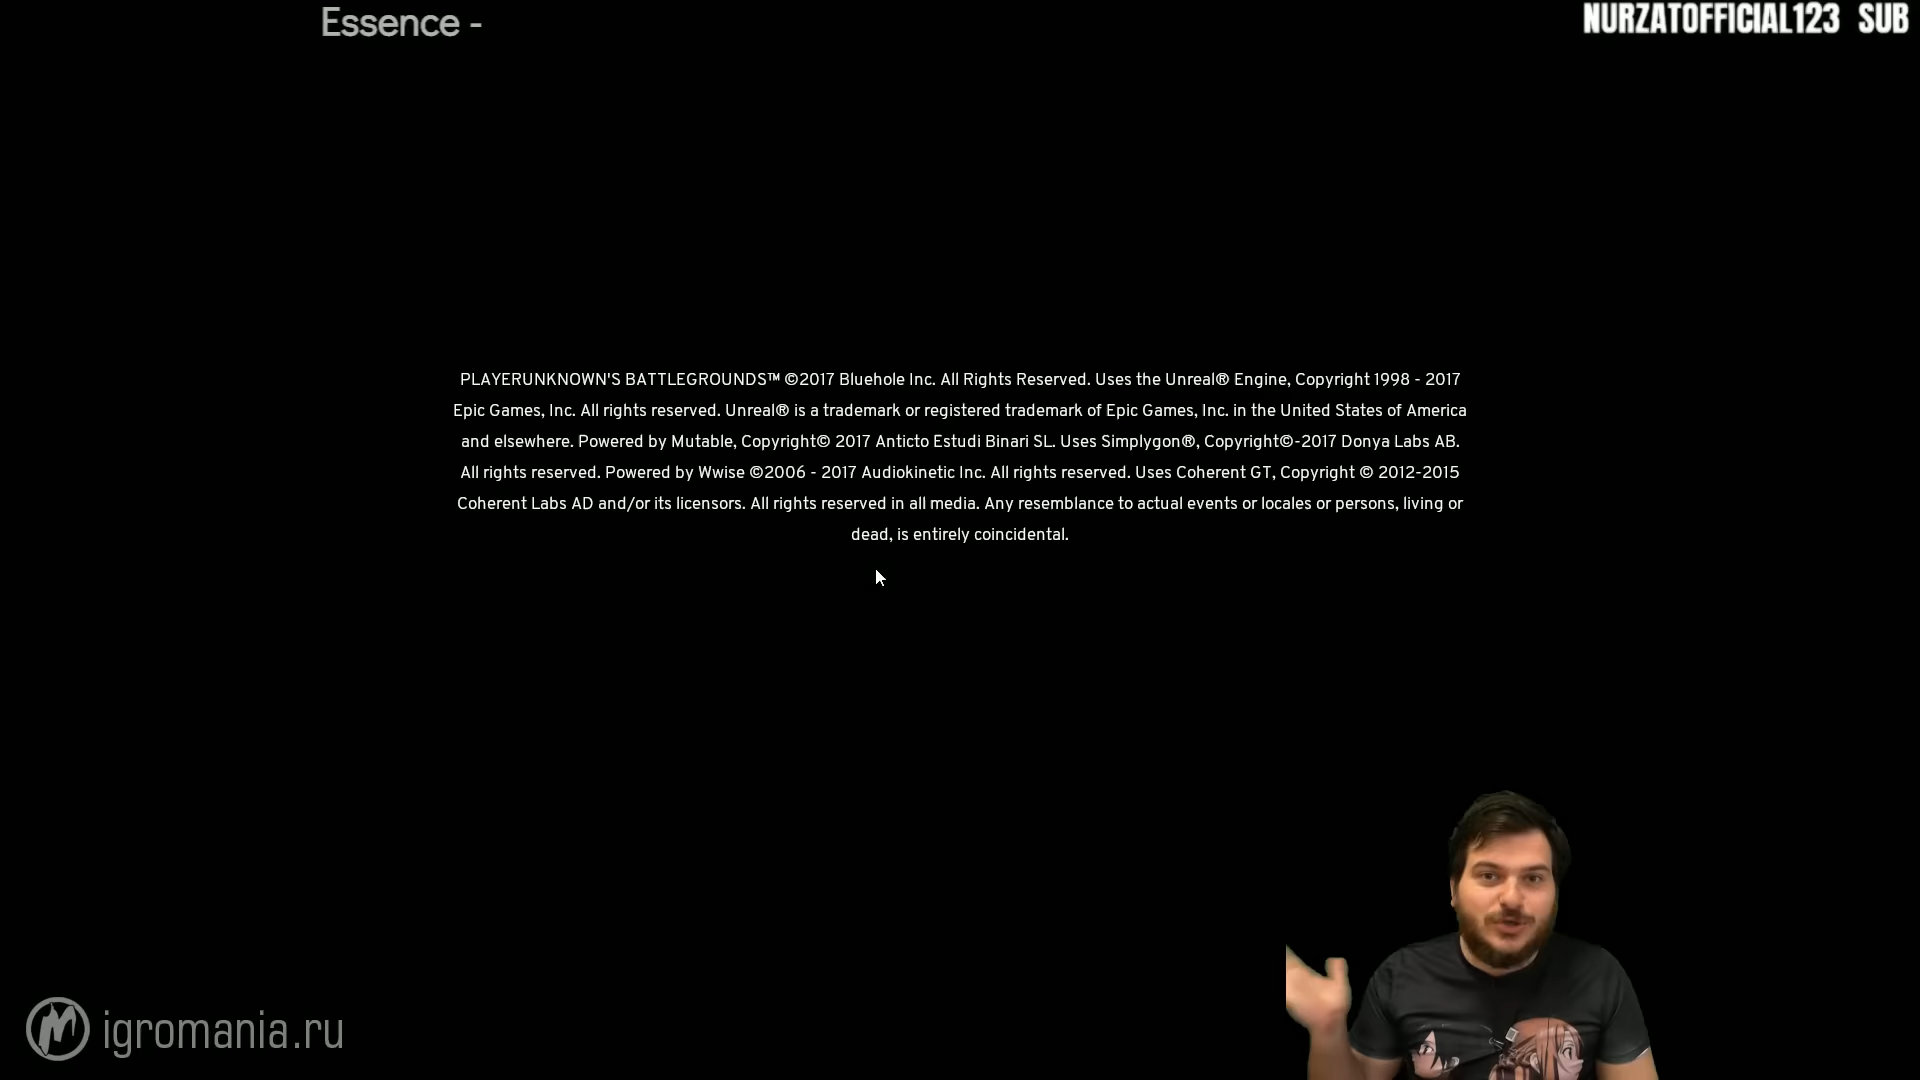 Essence -
NURZATOFFICIAL123 SUB
PLAYERUNKNOWN'S BATTLEGROUNDS™ ©2017 Bluehole Inc. All Rights Reserved. Uses the Unreal® Engine, Copyright 1998 - 2017
Epic Games, Inc. All rights reserved. Unreal® is a trademark or registered trademark of Epic Games, Inc. in the United States of America
and elsewhere. Powered by Mutable, Copyright© 2017 Anticto Estudi Binari SL. Uses Simplygon®, Copyright©-2017 Donya Labs AB.
All rights reserved. Powered by Wwise ©2006 - 2017 Audiokinetic Inc. All rights reserved. Uses Coherent GT, Copyright © 2012-2015
Coherent Labs AD and/or its licensors. All rights reserved in all media. Any resemblance to actual events or locales or persons, living or
dead, is entirely coincidental.
igromania.ru